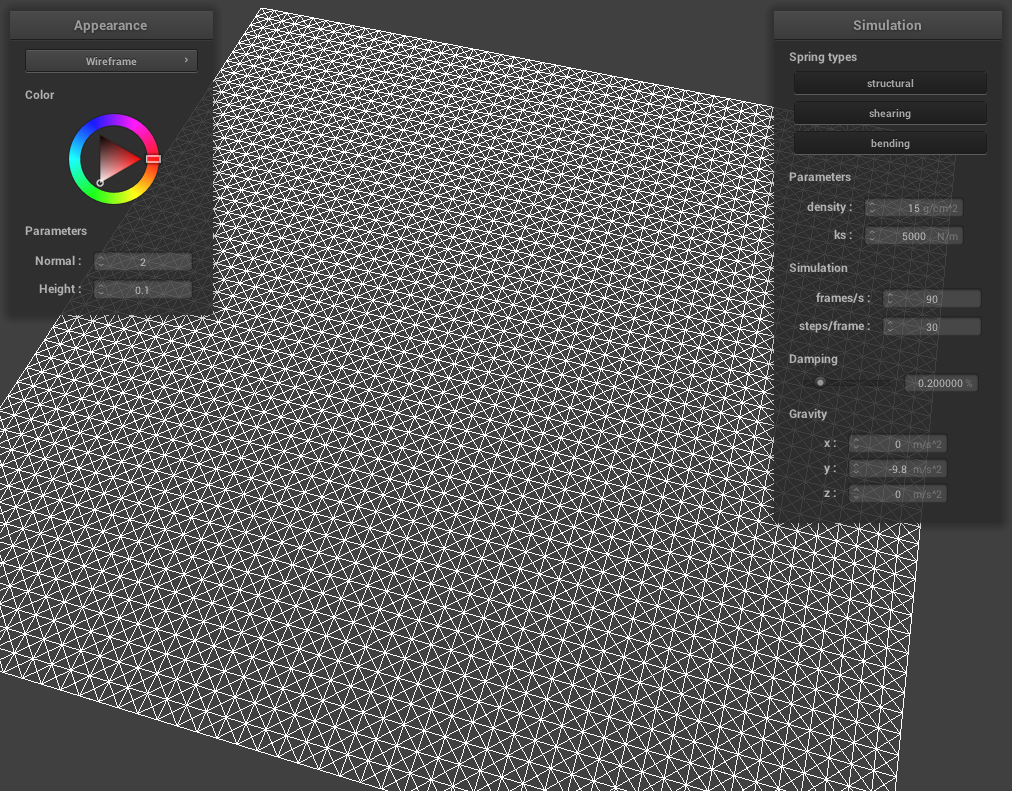 Appearance
Wireframe ›
Color
Parameters
Normal : 2
Height : 0.1
Simulation
Spring types
structural
shearing
bending
Parameters
density : 15 g/cm^2
ks : 5000 N/m
Simulation
frames/s : 90
steps/frame : 30
Damping
0.200000 %
Gravity
x : 0 m/s^2
y : -9.8 m/s^2
z : 0 m/s^2